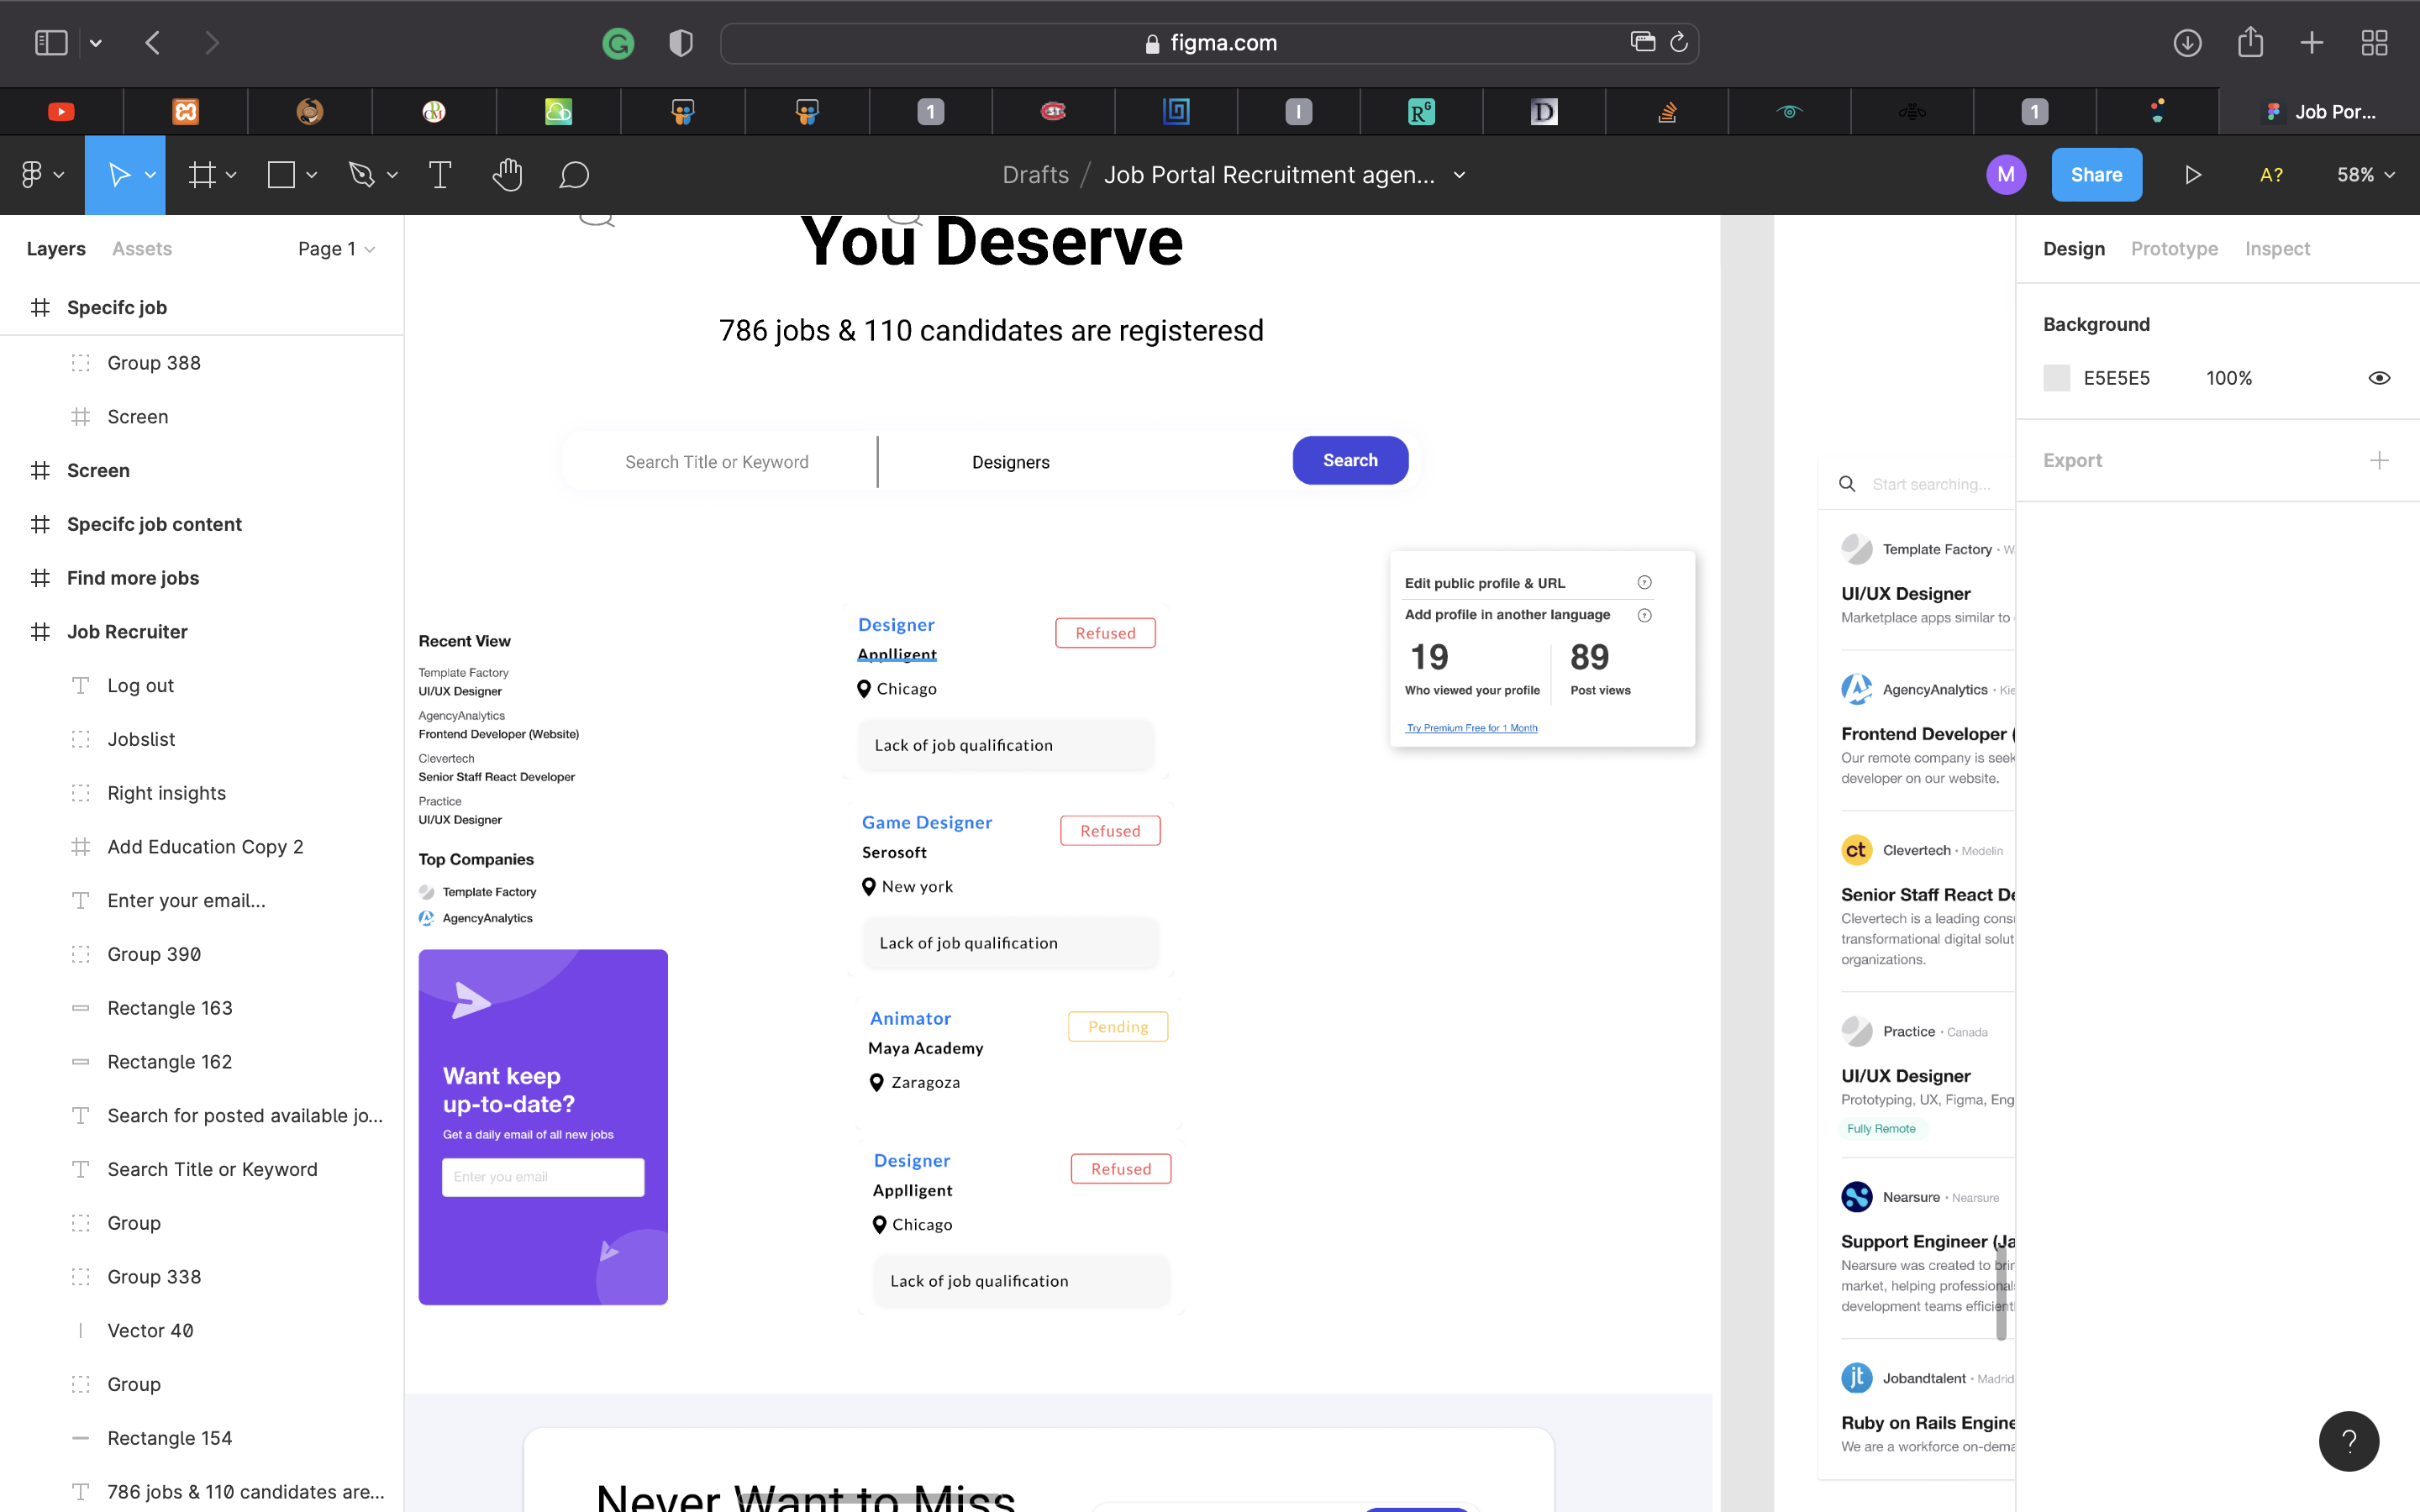 figma.com
1
I
D
1
Job Por...
T
Drafts / Job Portal Recruitment agen...
M
Share
A?
58%
Layers
Assets
Page 1
Specifc job
Group 388
Screen
Screen
Specifc job content
Find more jobs
Job Recruiter
Log out
Jobslist
Right insights
Add Education Copy 2
Enter your email...
Group 390
Rectangle 163
Rectangle 162
Search for posted available jo...
Search Title or Keyword
Group
Group 338
Vector 40
Group
Rectangle 154
786 jobs & 110 candidates are...
You Deserve
786 jobs & 110 candidates are registeresd
Search Title or Keyword
Designers
Search
Recent View
Template Factory
UI/UX Designer
AgencyAnalytics
Frontend Developer (Website)
Clevertech
Senior Staff React Developer
Practice
UI/UX Designer
Top Companies
Template Factory
AgencyAnalytics
Want keep
up-to-date?
Get a daily email of all new jobs
Enter you email
Designer
Refused
Applligent
Chicago
Lack of job qualification
Game Designer
Refused
Serosoft
New york
Lack of job qualification
Animator
Pending
Maya Academy
Zaragoza
Designer
Refused
Applligent
Chicago
Lack of job qualification
Edit public profile & URL
?
Add profile in another language
?
19
89
Who viewed your profile
Post views
Try Premium Free for 1 Month
Never Want to Miss
Start searching...
Template Factory • W
UI/UX Designer
Marketplace apps similar to
AgencyAnalytics • Kie
Frontend Developer (
Our remote company is seek
developer on our website.
ct
Clevertech • Medelin
Senior Staff React De
Clevertech is a leading cons
transformational digital solut
organizations.
Practice • Canada
UI/UX Designer
Prototyping, UX, Figma, Eng
Fully Remote
Nearsure • Nearsure
Support Engineer (Ja
Nearsure was created to brin
market, helping professional
development teams efficient
jt
Jobandtalent • Madrid
Ruby on Rails Engine
We are a workforce on-dema
Design
Prototype
Inspect
Background
E5E5E5
100%
Export
?